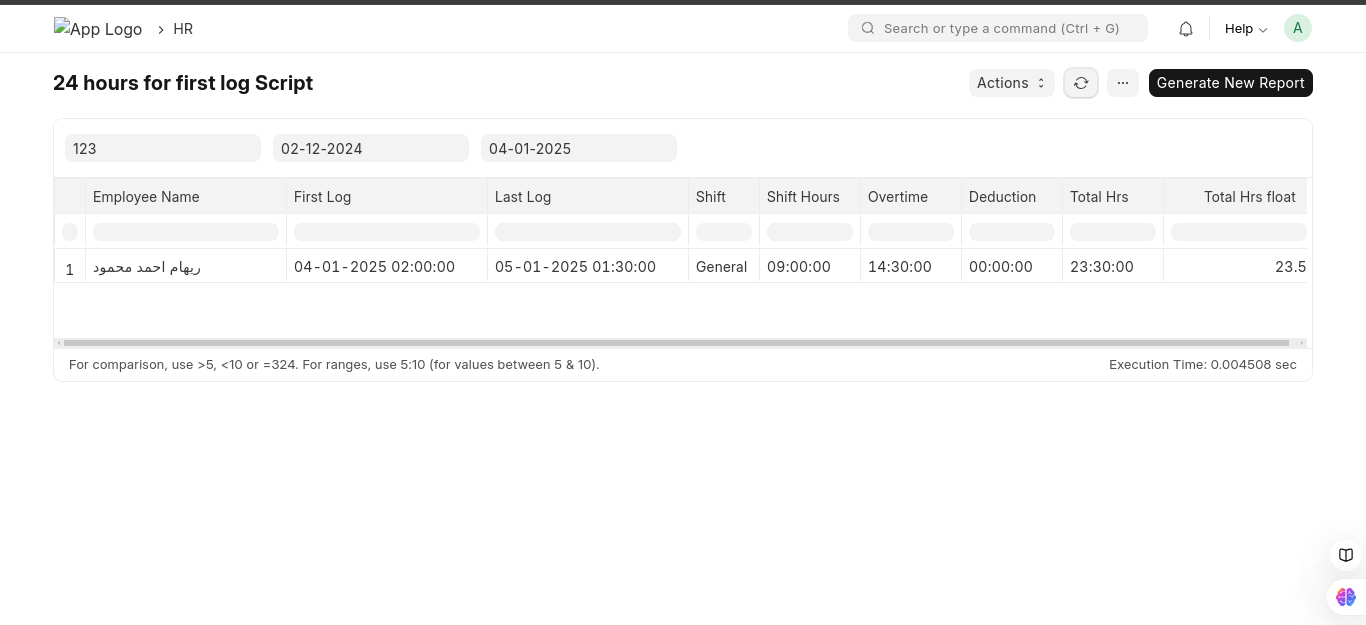 App Logo > HR
Search or type a command (Ctrl + G)
Help
A
24 hours for first log Script
Actions
...
Generate New Report
123 02-12-2024 04-01-2025
Employee Name First Log Last Log Shift Shift Hours Overtime Deduction Total Hrs Total Hrs float
1 ريهام احمد محمود 04-01-2025 02:00:00 05-01-2025 01:30:00 General 09:00:00 14:30:00 00:00:00 23:30:00 23.5
For comparison, use >5, <10 or =324. For ranges, use 5:10 (for values between 5 & 10).
Execution Time: 0.004508 sec